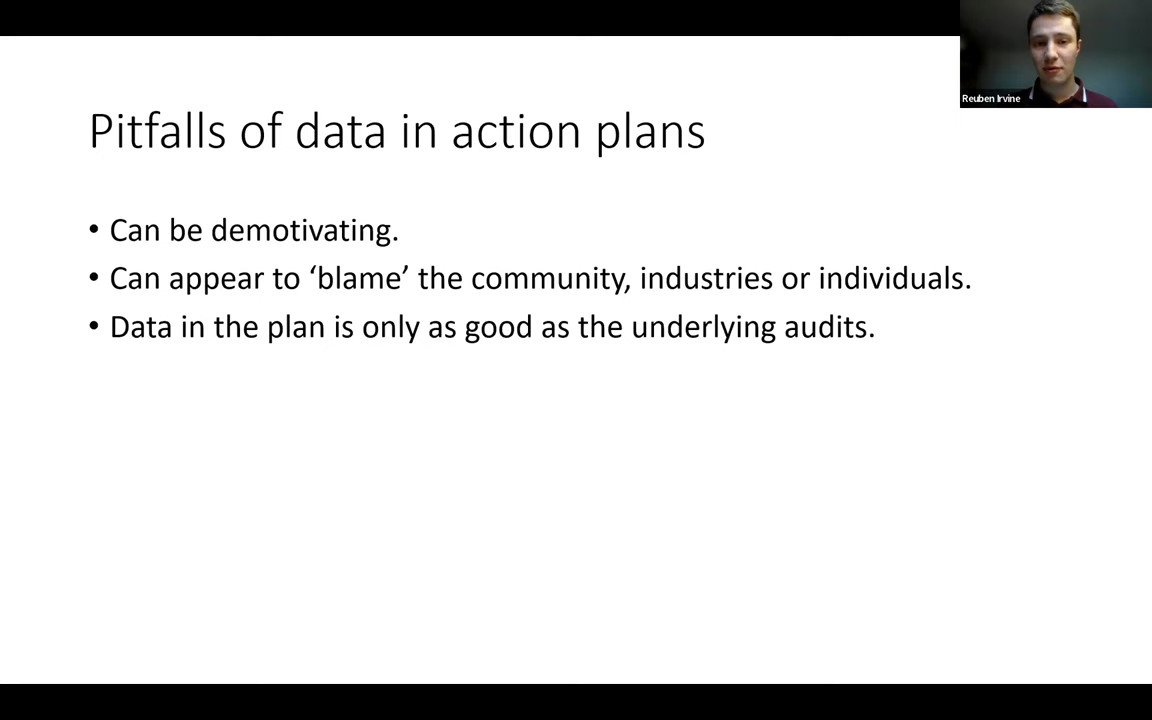 Reuben Irvine
Pitfalls of data in action plans
• Can be demotivating.
• Can appear to ‘blame’ the community, industries or individuals.
• Data in the plan is only as good as the underlying audits.